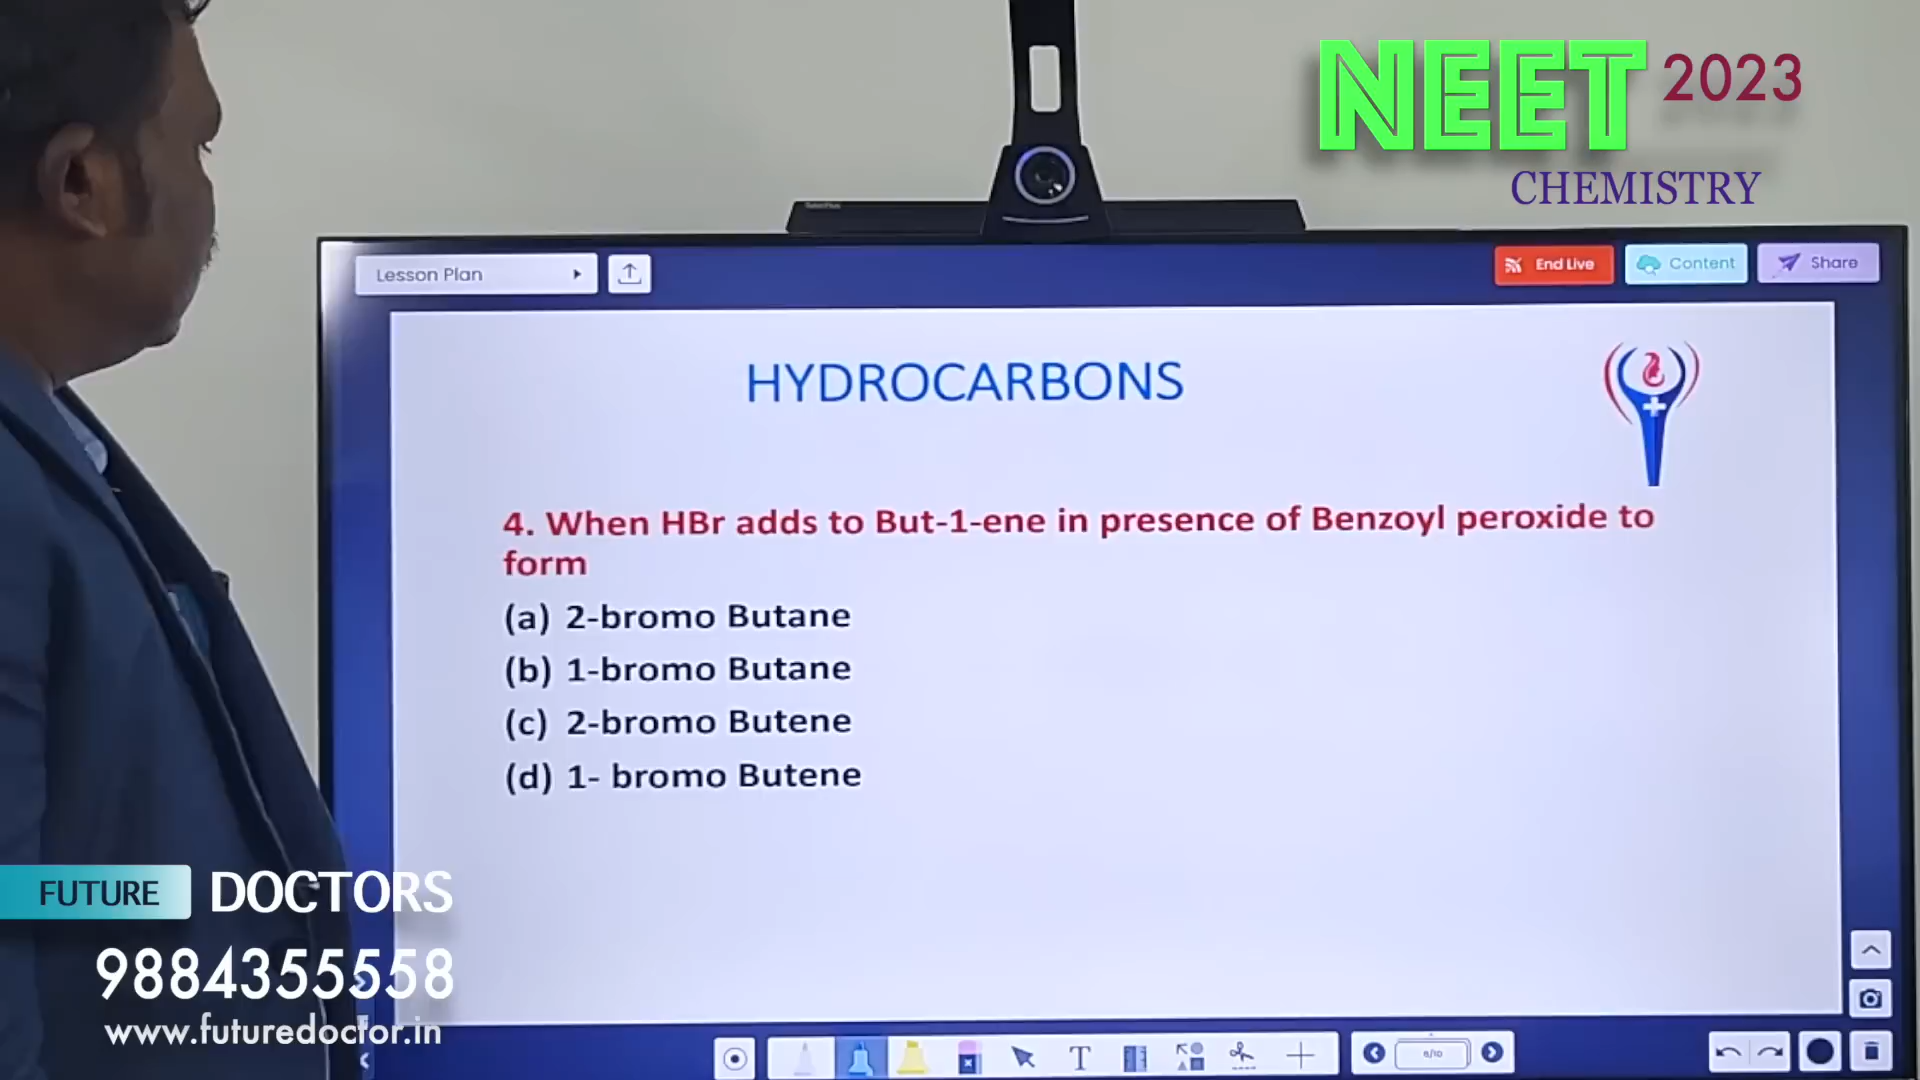 NEET 2023
CHEMISTRY
Lesson Plan
End Live
Content
Share
HYDROCARBONS
4. When HBr adds to But-1-ene in presence of Benzoyl peroxide to
form
(a) 2-bromo Butane
(b) 1-bromo Butane
(c) 2-bromo Butene
(d) 1- bromo Butene
FUTURE DOCTORS
9884355558
www.futuredoctor.in
T